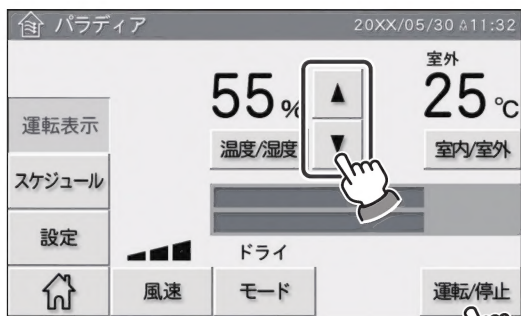 パラディア 20XX/05/30 11:32
室外
55% ▲ 25℃
運転表示
温度/湿度 ▼ 室内/室外
スケジュール
設定
ドライ
風速 モード 運転/停止